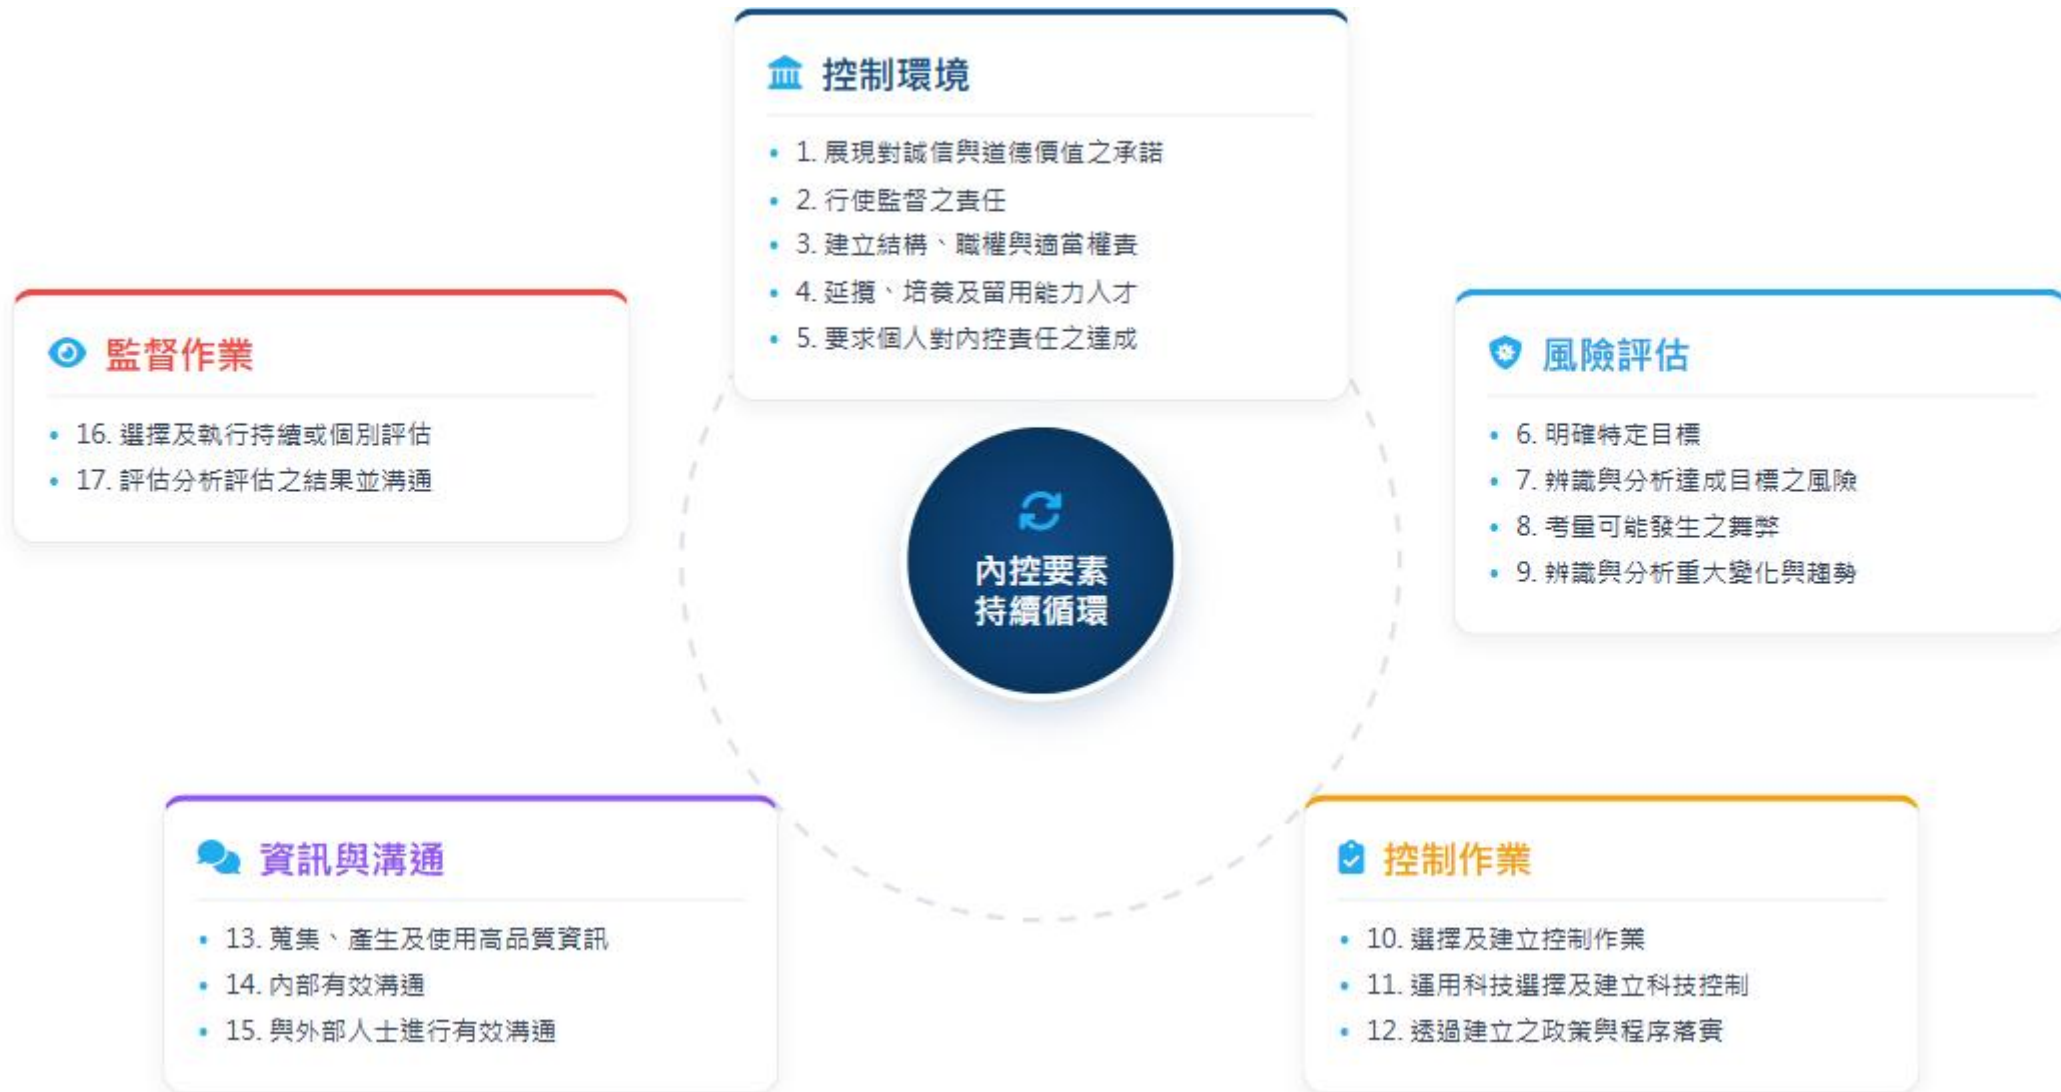 控制環境
1. 展現對誠信與道德價值之承諾
2. 行使監督之責任
3. 建立結構、職權與適當權責
4. 延攬、培養及留用能力人才
5. 要求個人對內控責任之達成
監督作業
16. 選擇及執行持續或個別評估
17. 評估分析評估之結果並溝通
風險評估
6. 明確特定目標
7. 辨識與分析達成目標之風險
8. 考量可能發生之舞弊
9. 辨識與分析重大變化與趨勢
內控要素
持續循環
資訊與溝通
13. 蒐集、產生及使用高品質資訊
14. 內部有效溝通
15. 與外部人士進行有效溝通
控制作業
10. 選擇及建立控制作業
11. 運用科技選擇及建立科技控制
12. 透過建立之政策與程序落實